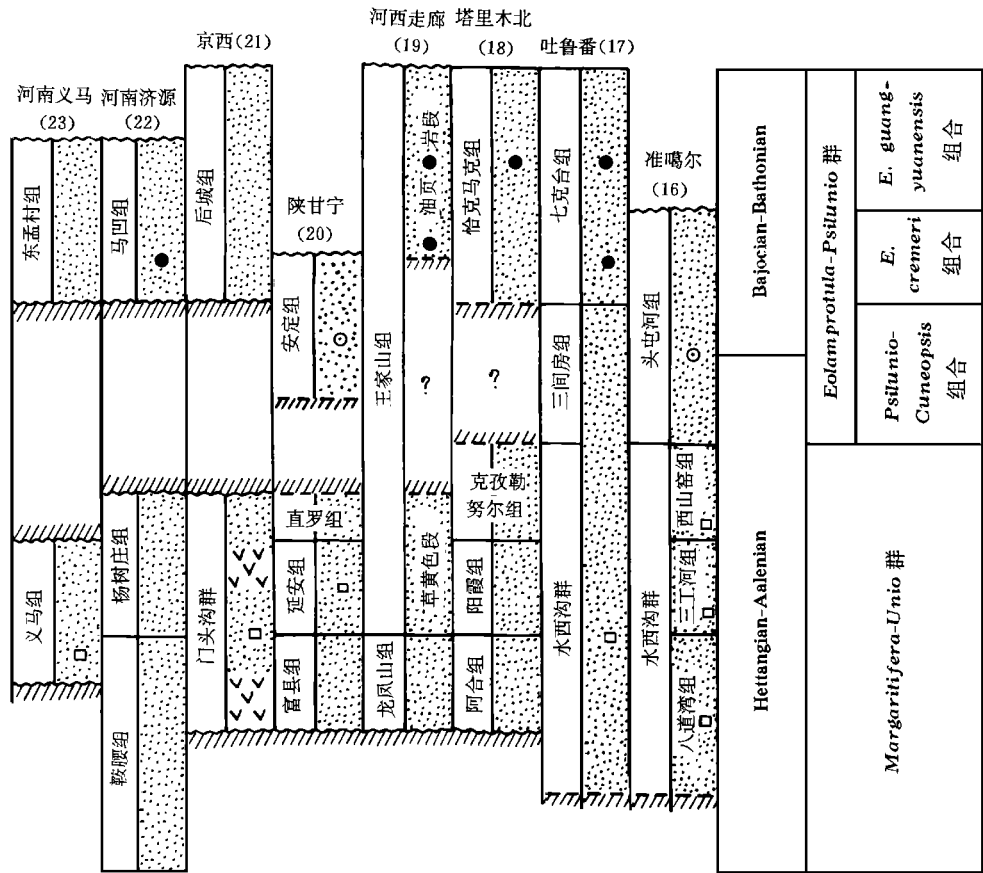 河南义马
(23)
河南济源
(22)
京西(21)
陕甘宁
(20)
河西走廊
(19)
塔里木北
(18)
吐鲁番(17)
准噶尔
(16)
东孟村组
义马组
马凹组
杨树庄组
鞍腰组
后城组
门头沟群
安定组
直罗组
延安组
富县组
王家山组
龙凤山组
油页岩段
?
草黄色段
恰克马克组
?
克孜勒
努尔组
阳霞组
阿合组
七克台组
三间房组
水西沟群
头屯河组
水西沟群
西山窑组
三工河组
八道湾组
Bajocian-Bathonian
Hettangian-Aalenian
Eolamprotula-Psilunio 群
E. guang-
yuanensis
组合
E.
cremeri
组合
Psilunio-
Cuneopsis
组合
Margaritifera-Unio 群